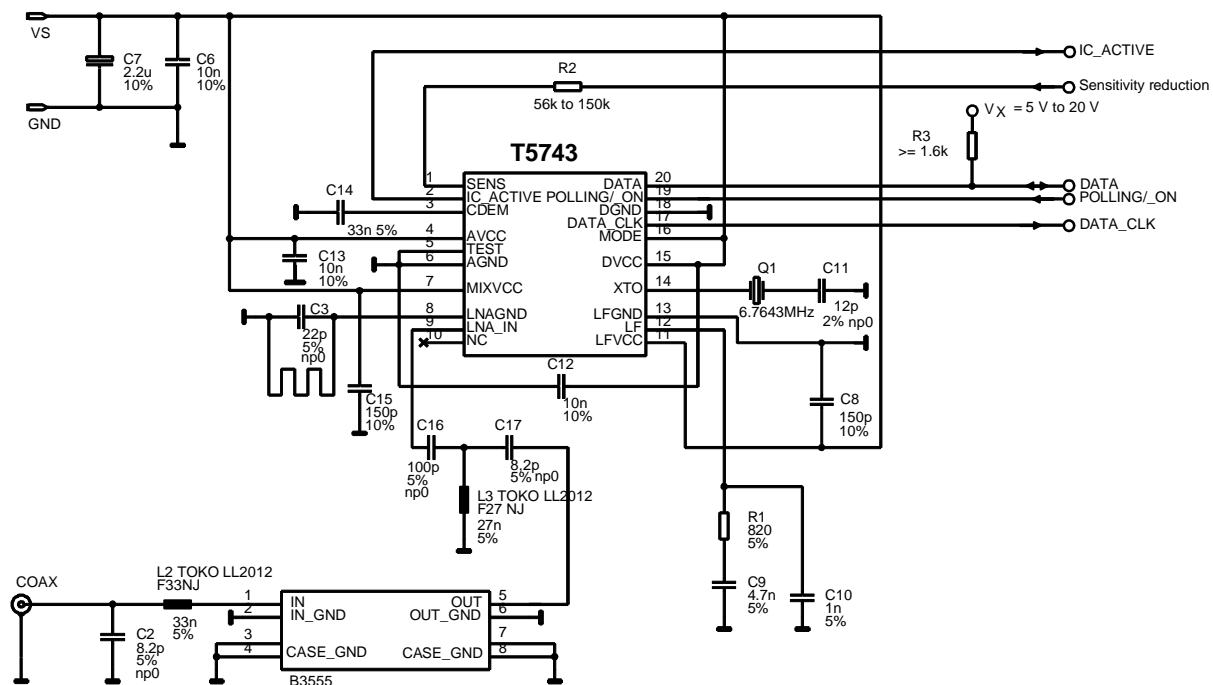 VS
C7
2.2u
10%
C6
10n
10%
GND
IC_ACTIVE
R2
56k to 150k
Sensitivity reduction
VX = 5 V to 20 V
R3
>= 1.6k
T5743
1 SENS DATA 20
2 IC_ACTIVE POLLING/_ON 19
3 CDEM DGND 18
DATA_CLK 17
4 AVCC MODE 16
5 TEST
6 AGND DVCC 15
7 MIXVCC XTO 14
8 LNAGND LFGND 13
9 LNA_IN LF 12
10 NC LFVCC 11
DATA
POLLING/_ON
DATA_CLK
C14
33n 5%
C13
10n
10%
Q1
6.7643MHz
C11
12p
2% np0
C3
22p
5%
np0
C15
150p
10%
C12
10n
10%
C8
150p
10%
C16
100p
5%
np0
C17
8.2p
5% np0
L3 TOKO LL2012
F27 NJ
27n
5%
R1
820
5%
C9
4.7n
5%
C10
1n
5%
COAX
L2 TOKO LL2012
F33NJ
33n
5%
C2
8.2p
5%
np0
1 IN OUT 5
2 IN_GND OUT_GND 6
3 7
4 CASE_GND CASE_GND 8
B3555